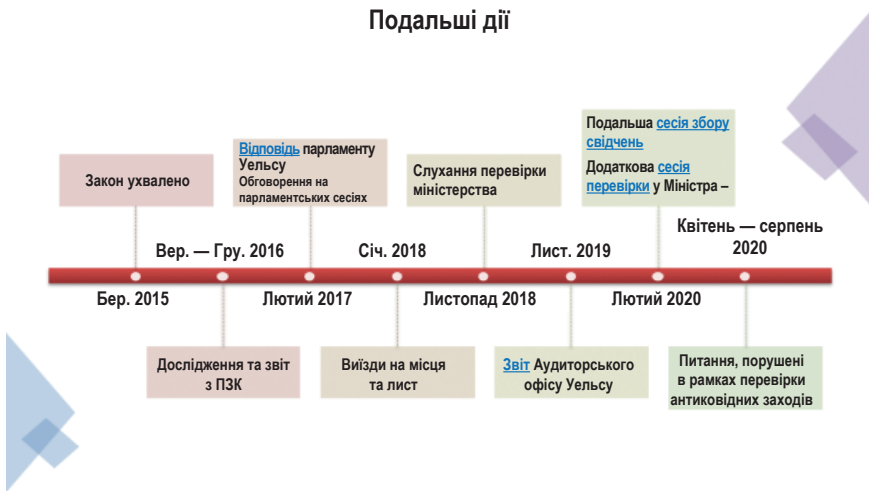 Подальші дії
Закон ухвалено
Відповідь парламенту
Уельсу
Обговорення на
парламентських сесіях
Слухання перевірки
міністерства
Подальша сесія збору
свідчень
Додаткова сесія
перевірки у Міністра –
Вер. — Гру. 2016
Січ. 2018
Лист. 2019
Квітень — серпень
2020
Бер. 2015
Лютий 2017
Листопад 2018
Лютий 2020
Дослідження та звіт
з ПЗК
Виїзди на місця
та лист
Звіт Аудиторського
офісу Уельсу
Питання, порушені
в рамках перевірки
антиковідних заходів